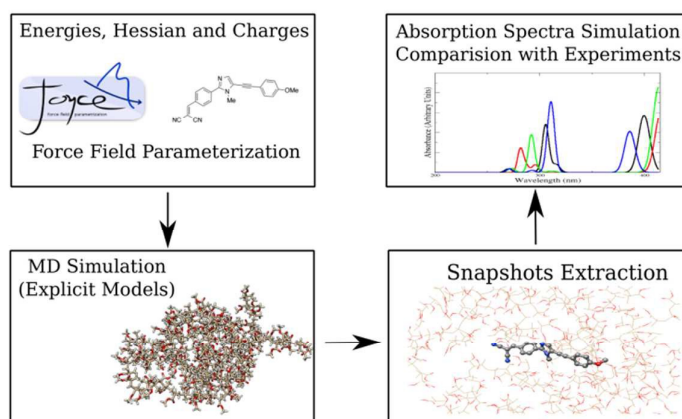 Energies, Hessian and Charges
Joyce
force field parametrization
OMe
N
N
Me
NC
CN
Force Field Parameterization
MD Simulation
(Explicit Models)
Snapshots Extraction
Absorption Spectra Simulation
Comparision with Experiments
Absorbance (Arbitrary Units)
200
300
400
Wavelength (nm)